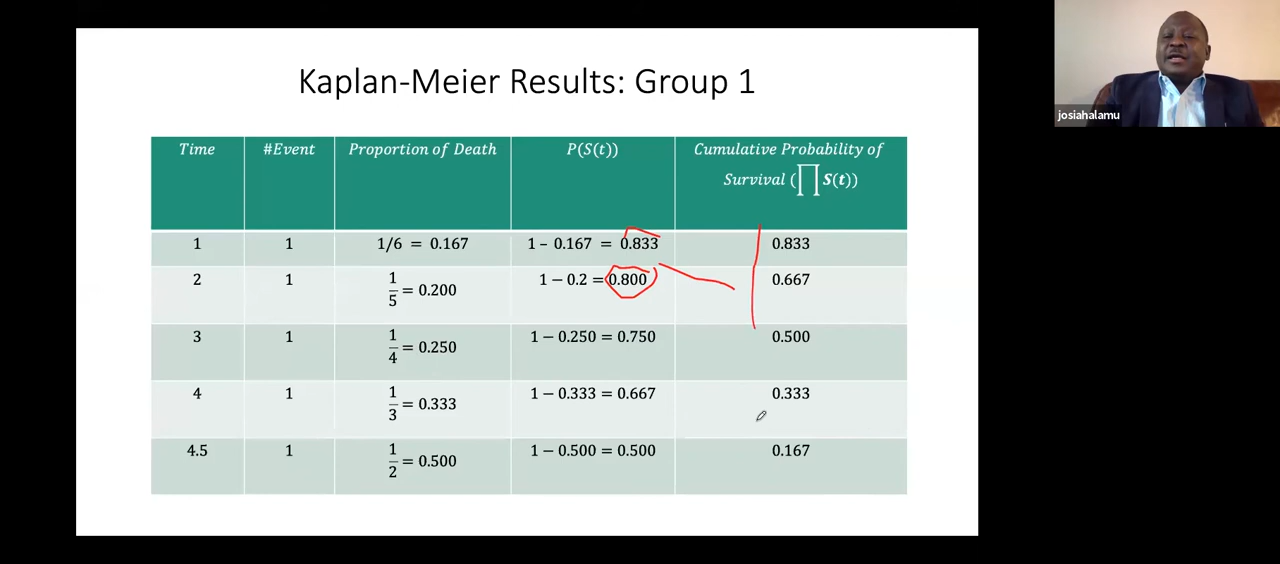 Kaplan-Meier Results: Group 1
josiahalamu
Time #Event Proportion of Death P(S(t)) Cumulative Probability of
Survival (∏ S(t))
1 1 1/6 = 0.167 1 – 0.167 = 0.833 0.833
2 1 1/5 = 0.200 1 − 0.2 = 0.800 0.667
3 1 1/4 = 0.250 1 − 0.250 = 0.750 0.500
4 1 1/3 = 0.333 1 − 0.333 = 0.667 0.333
4.5 1 1/2 = 0.500 1 − 0.500 = 0.500 0.167